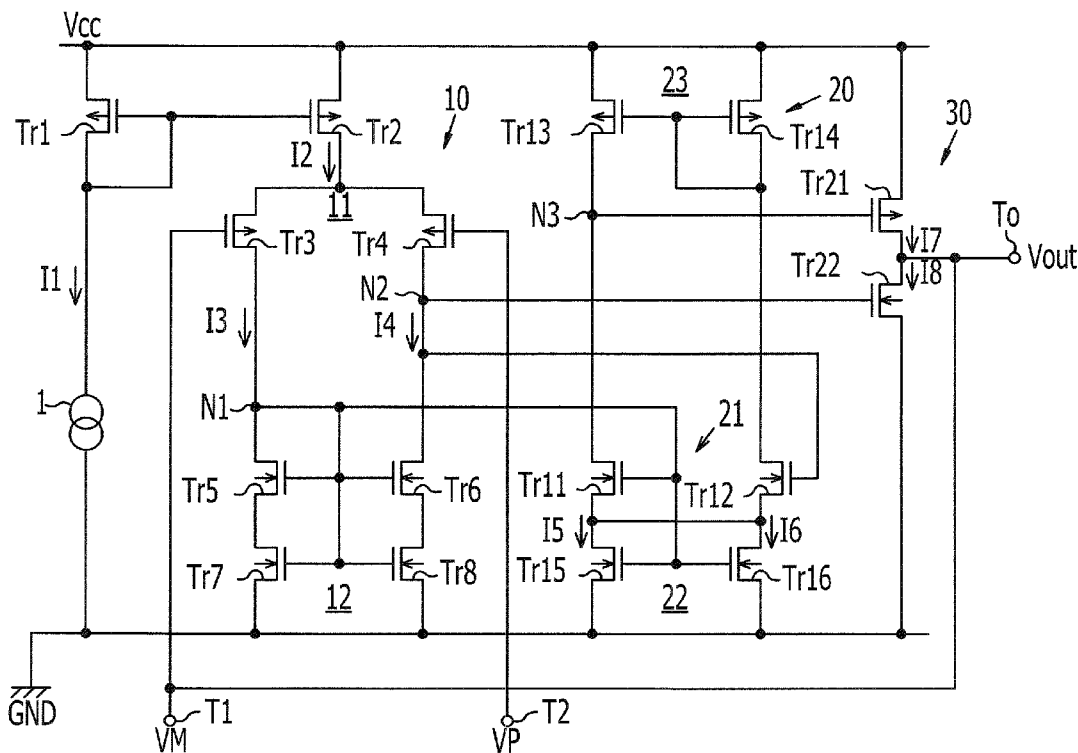 Vcc
10
23
20
30
Tr1
Tr2
Tr13
Tr14
I2
11
Tr21
N3
To
Tr3
Tr4
I7
Vout
I1
N2
Tr22
I8
I3
I4
1
N1
21
Tr5
Tr6
Tr11
Tr12
I5
I6
Tr7
Tr8
Tr15
Tr16
12
22
GND
T1
T2
VM
VP